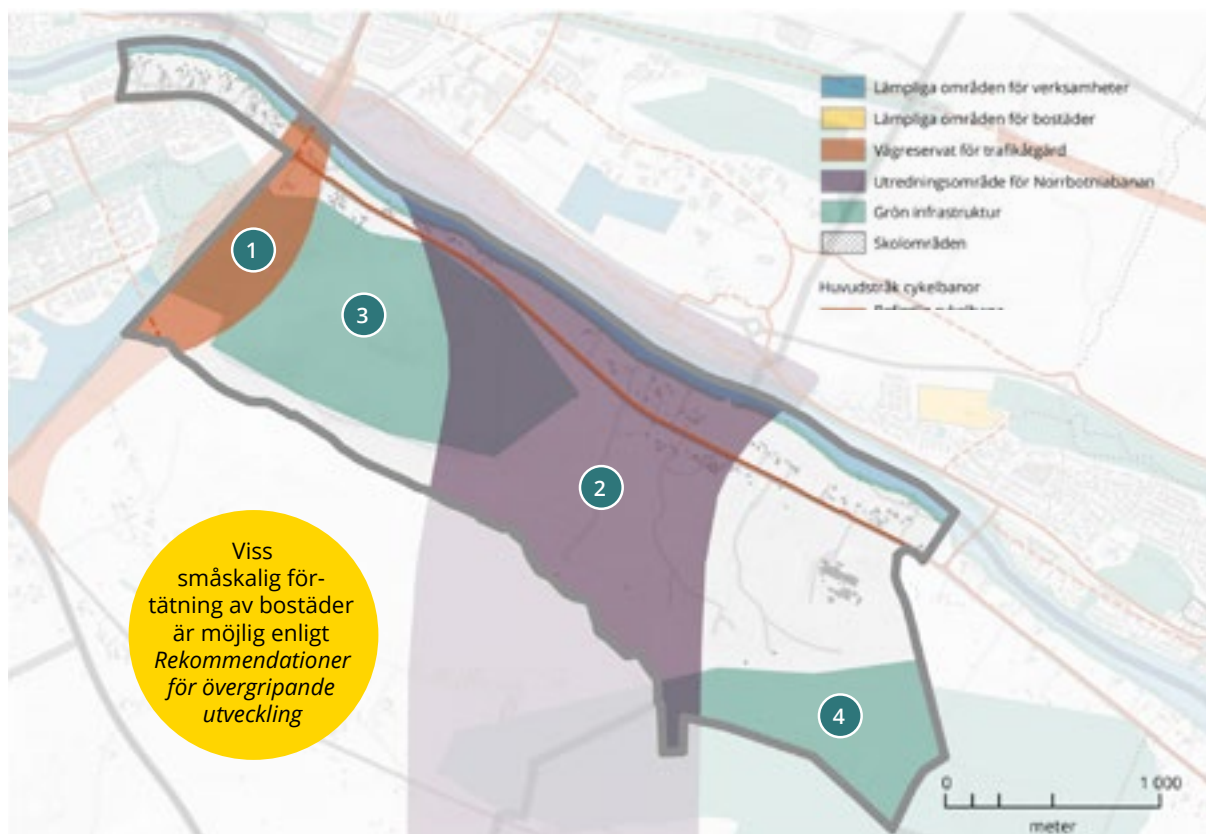 Lämpliga områden för verksamheter
Lämpliga områden för bostäder
Vägreservat för trafikåtgärd
Utredningsområde för Norrbotniabanan
Grön infrastruktur
Skolområden
Huvudstråk cykelbanor
1
3
2
4
Viss
småskalig för-
tätning av bostäder
är möjlig enligt
Rekommendationer
för övergripande
utveckling
0 1 000
meter